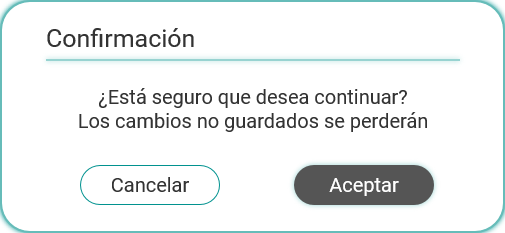 Confirmación
¿Está seguro que desea continuar?
Los cambios no guardados se perderán
Cancelar
Aceptar